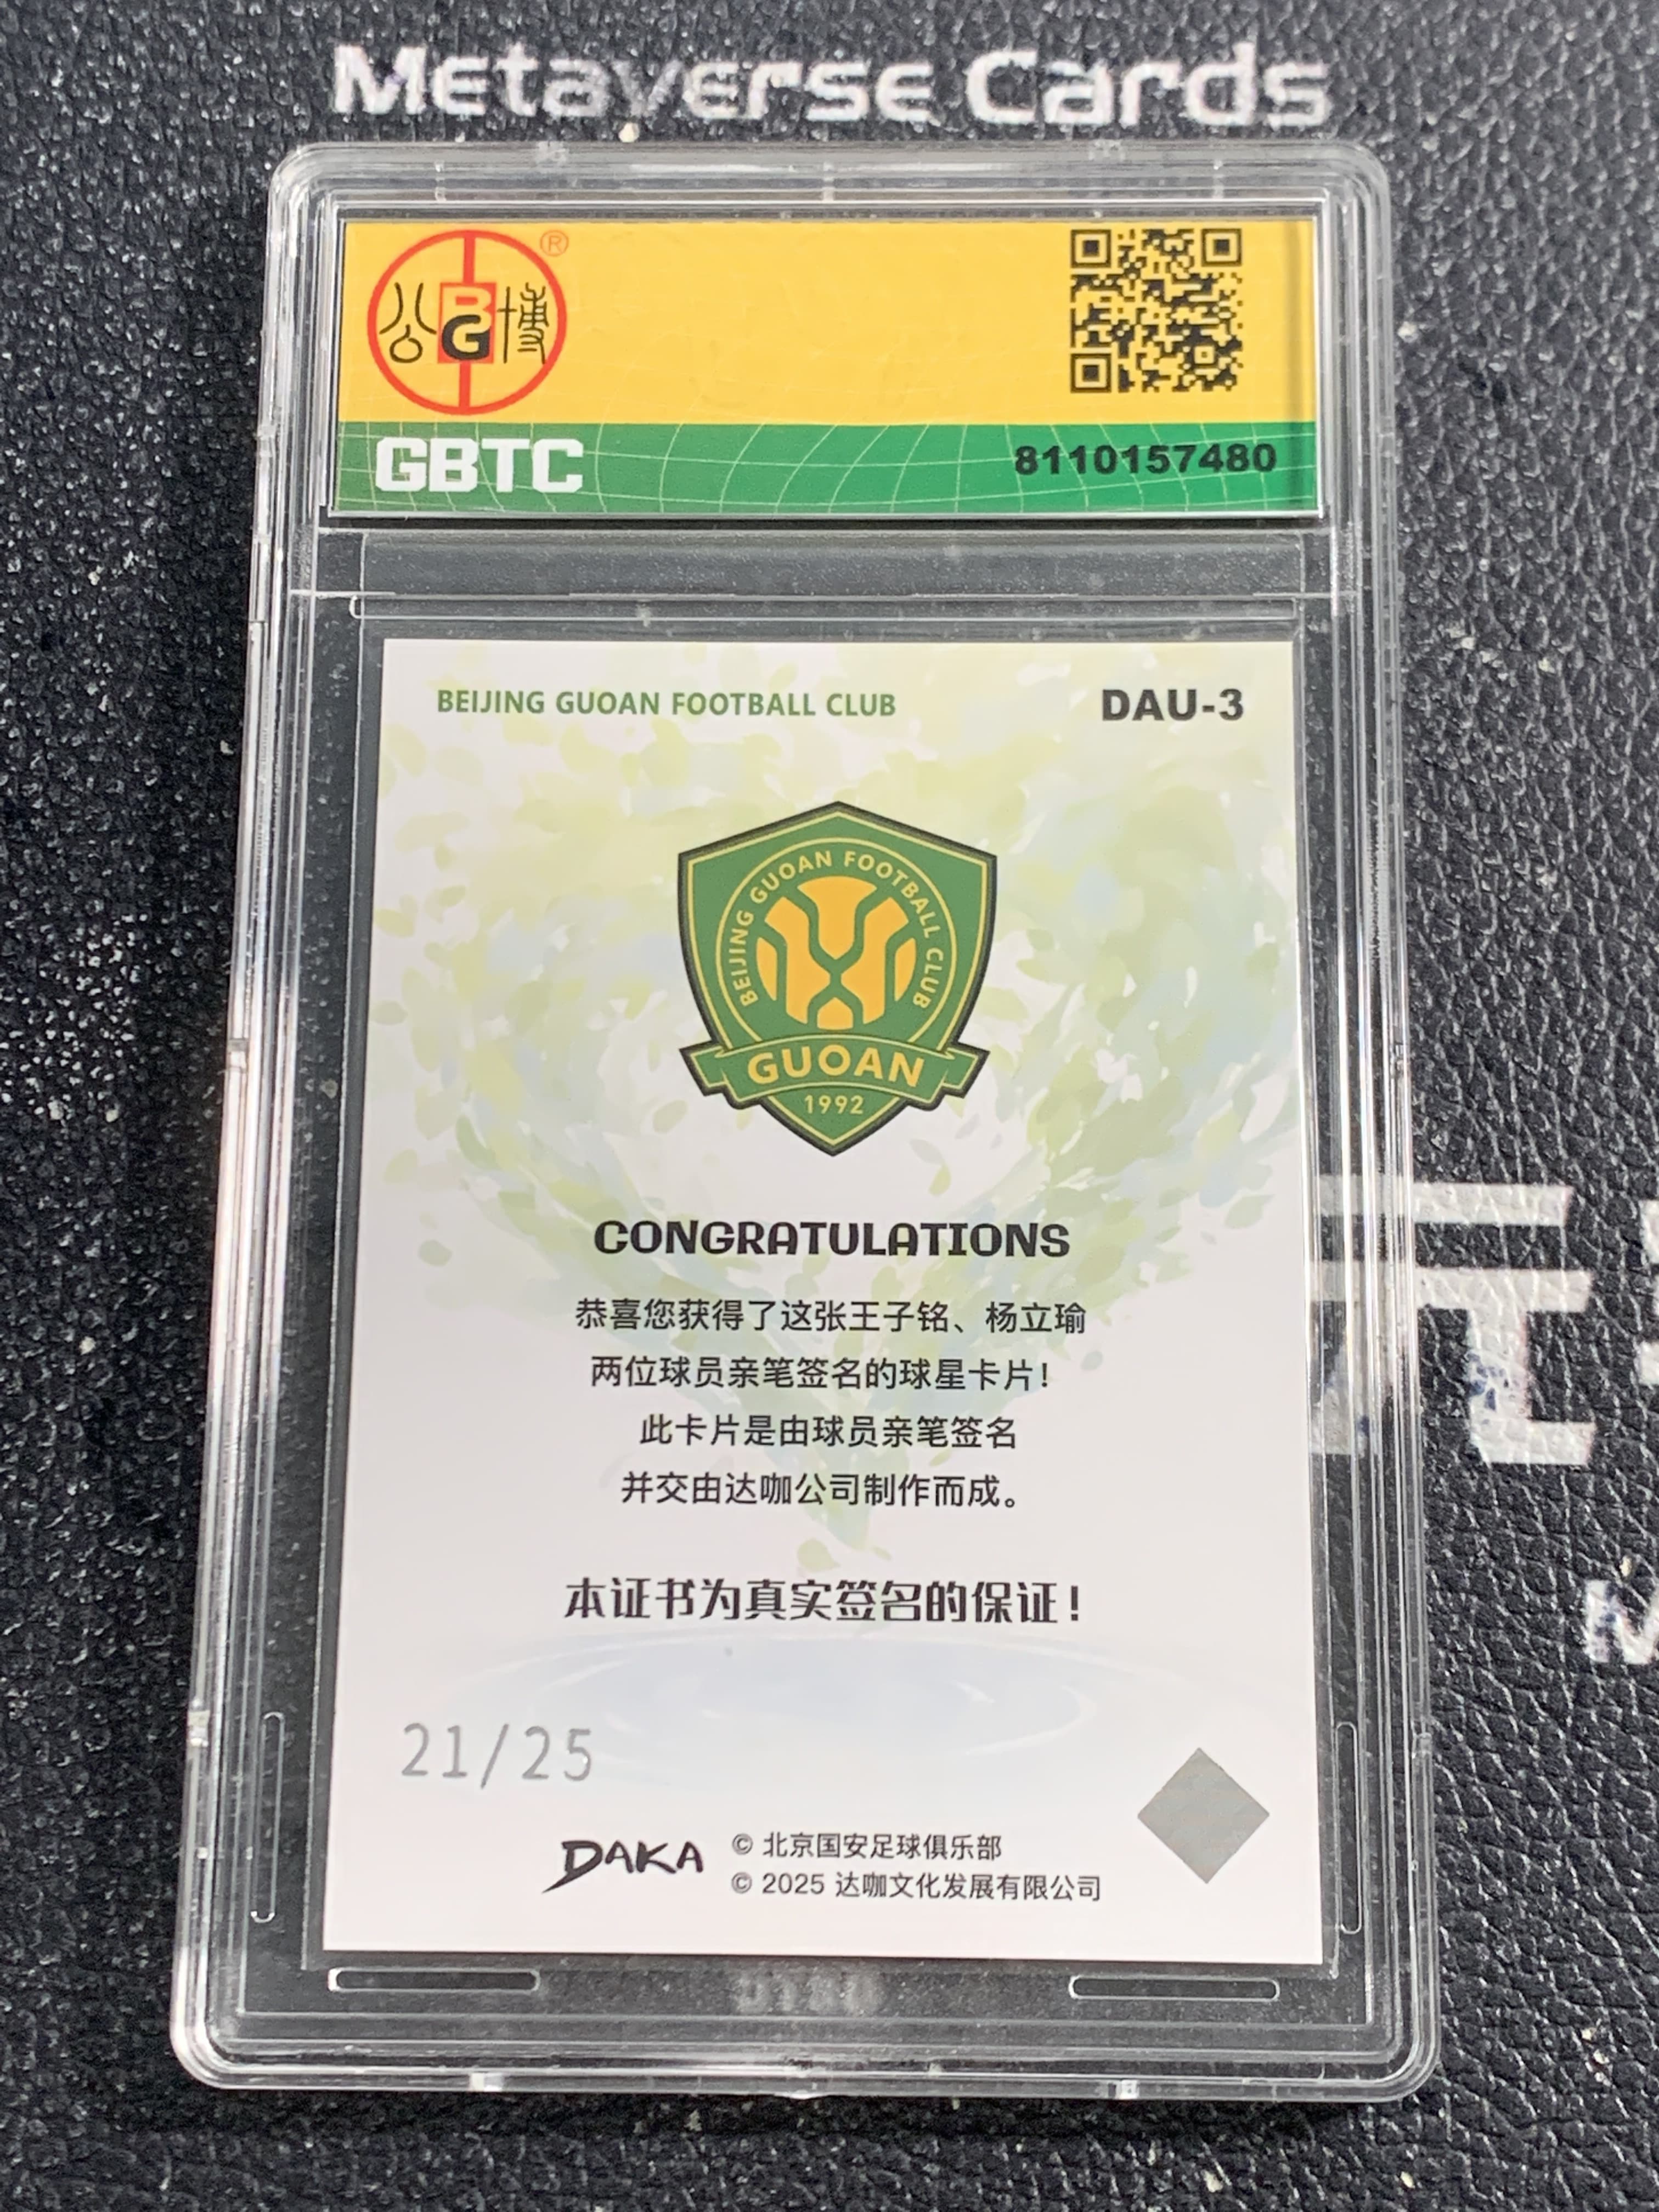 Metaverse Cards
公 BG 博 ®
GBTC
8110157480
BEIJING GUOAN FOOTBALL CLUB
DAU-3
BEIJING GUOAN FOOTBALL CLUB
GUOAN
1992
CONGRATULATIONS
恭喜您获得了这张王子铭、杨立瑜
两位球员亲笔签名的球星卡片!
此卡片是由球员亲笔签名
并交由达咖公司制作而成。
本证书为真实签名的保证!
21/25
DAKA
© 北京国安足球俱乐部
© 2025 达咖文化发展有限公司
元
M